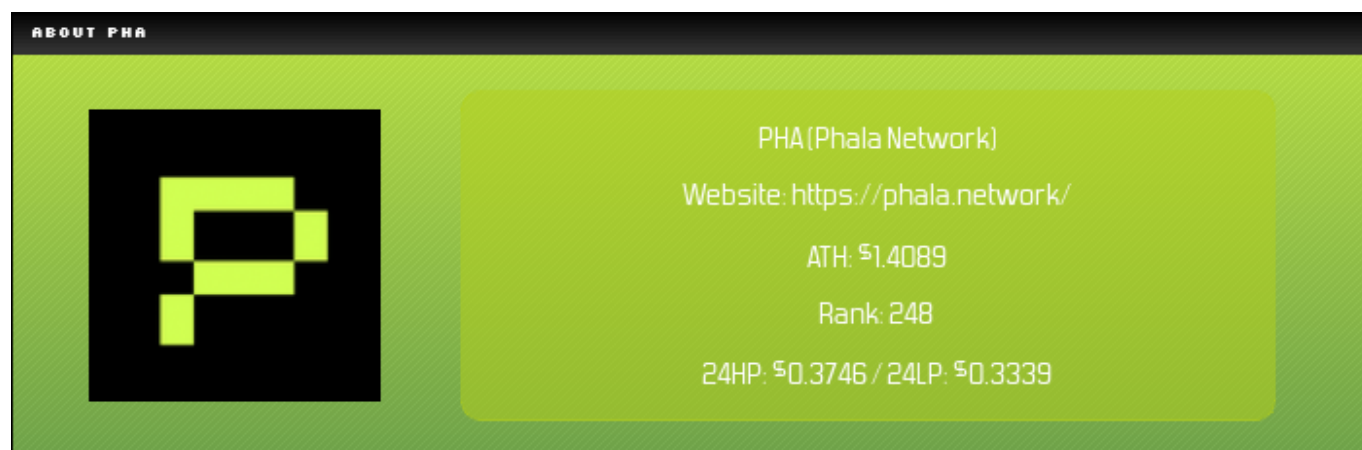 ABOUT PHA
PHA (Phala Network)
Website: https://phala.network/
ATH: $1.4089
Rank: 248
24HP: $0.3746 / 24LP: $0.3339